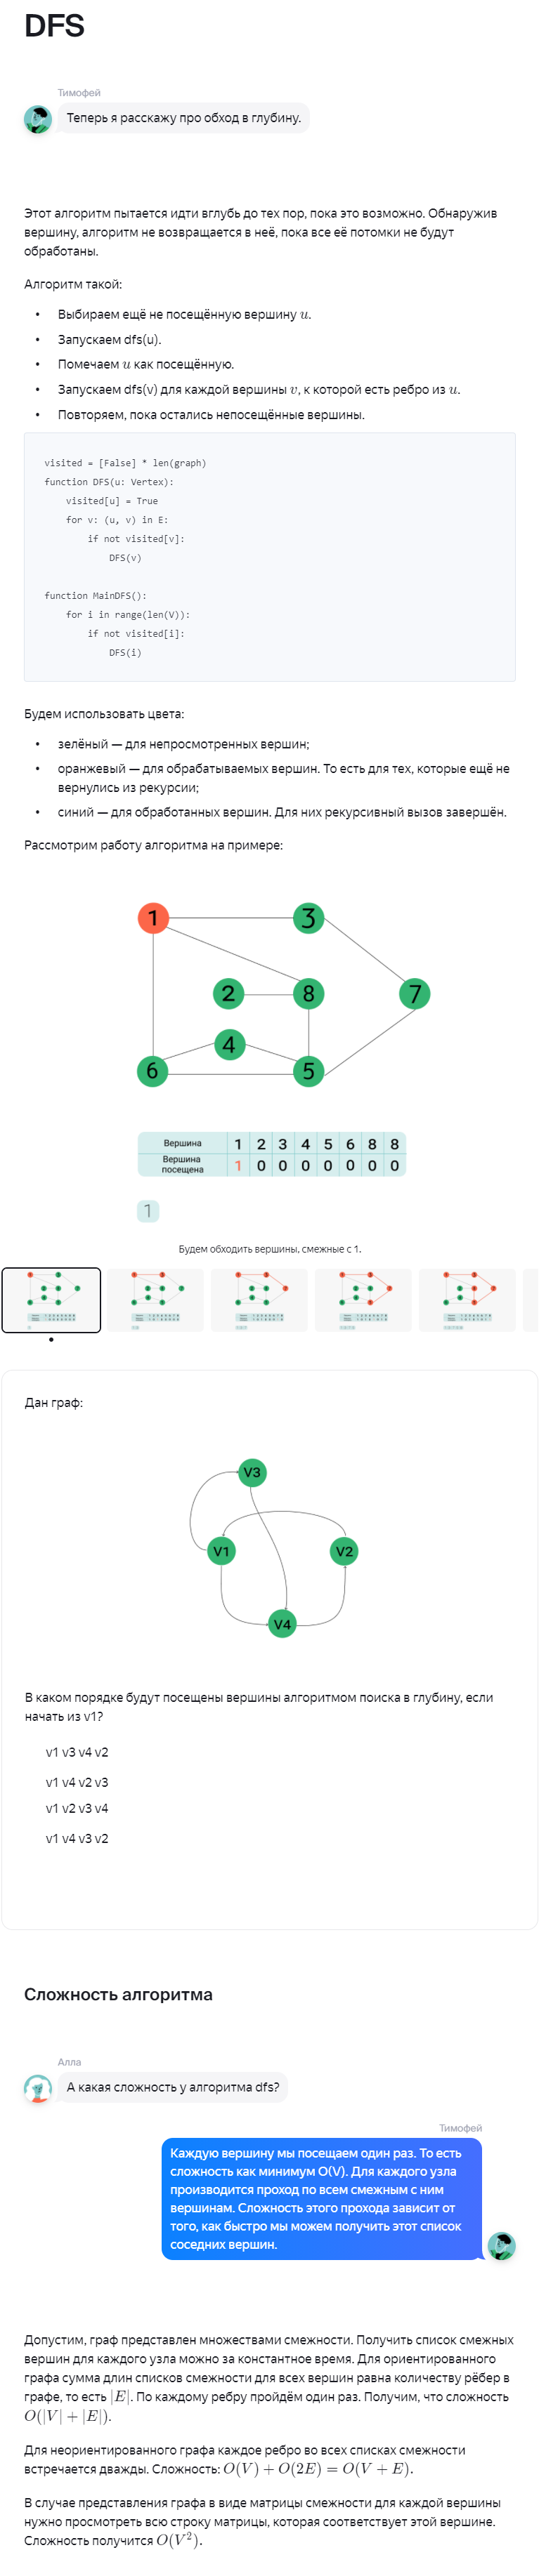 DFS
Тимофей
Теперь я расскажу про обход в глубину.
Этот алгоритм пытается идти вглубь до тех пор, пока это возможно. Обнаружив
вершину, алгоритм не возвращается в неё, пока все её потомки не будут
обработаны.
Алгоритм такой:
• Выбираем ещё не посещённую вершину u.
• Запускаем dfs(u).
• Помечаем u как посещённую.
• Запускаем dfs(v) для каждой вершины v, к которой есть ребро из u.
• Повторяем, пока остались непосещённые вершины.
visited = [False] * len(graph)
function DFS(u: Vertex):
    visited[u] = True
    for v: (u, v) in E:
        if not visited[v]:
            DFS(v)
function MainDFS():
    for i in range(len(V)):
        if not visited[i]:
            DFS(i)
Будем использовать цвета:
• зелёный — для непросмотренных вершин;
• оранжевый — для обрабатываемых вершин. То есть для тех, которые ещё не
вернулись из рекурсии;
• синий — для обработанных вершин. Для них рекурсивный вызов завершён.
Рассмотрим работу алгоритма на примере:
1 3
2 8 7
4
6 5
Вершина 1 2 3 4 5 6 8 8
Вершина
посещена 1 0 0 0 0 0 0 0
1
Будем обходить вершины, смежные с 1.
Дан граф:
V3
V1 V2
V4
В каком порядке будут посещены вершины алгоритмом поиска в глубину, если
начать из v1?
v1 v3 v4 v2
v1 v4 v2 v3
v1 v2 v3 v4
v1 v4 v3 v2
Сложность алгоритма
Алла
А какая сложность у алгоритма dfs?
Тимофей
Каждую вершину мы посещаем один раз. То есть
сложность как минимум O(V). Для каждого узла
производится проход по всем смежным с ним
вершинам. Сложность этого прохода зависит от
того, как быстро мы можем получить этот список
соседних вершин.
Допустим, граф представлен множествами смежности. Получить список смежных
вершин для каждого узла можно за константное время. Для ориентированного
графа сумма длин списков смежности для всех вершин равна количеству рёбер в
графе, то есть |E|. По каждому ребру пройдём один раз. Получим, что сложность
O(|V| + |E|).
Для неориентированного графа каждое ребро во всех списках смежности
встречается дважды. Сложность: O(V) + O(2E) = O(V + E).
В случае представления графа в виде матрицы смежности для каждой вершины
нужно просмотреть всю строку матрицы, которая соответствует этой вершине.
Сложность получится O(V²).